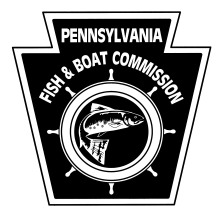 PENNSYLVANIA
FISH & BOAT COMMISSION